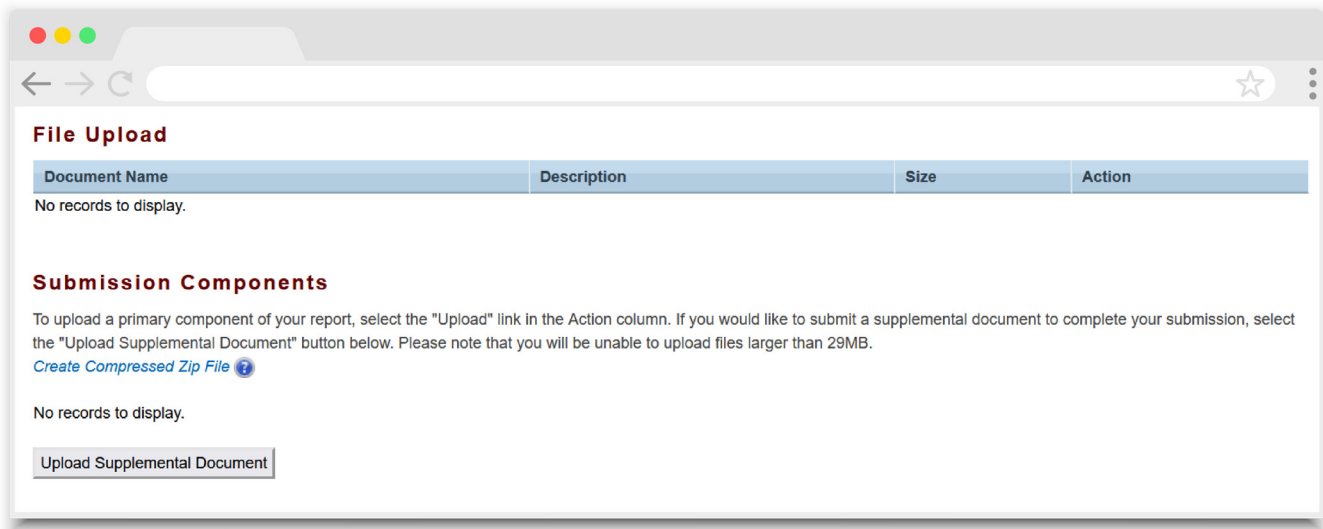 File Upload
Document Name Description Size Action
No records to display.
Submission Components
To upload a primary component of your report, select the "Upload" link in the Action column. If you would like to submit a supplemental document to complete your submission, select
the "Upload Supplemental Document" button below. Please note that you will be unable to upload files larger than 29MB.
Create Compressed Zip File ?
No records to display.
Upload Supplemental Document